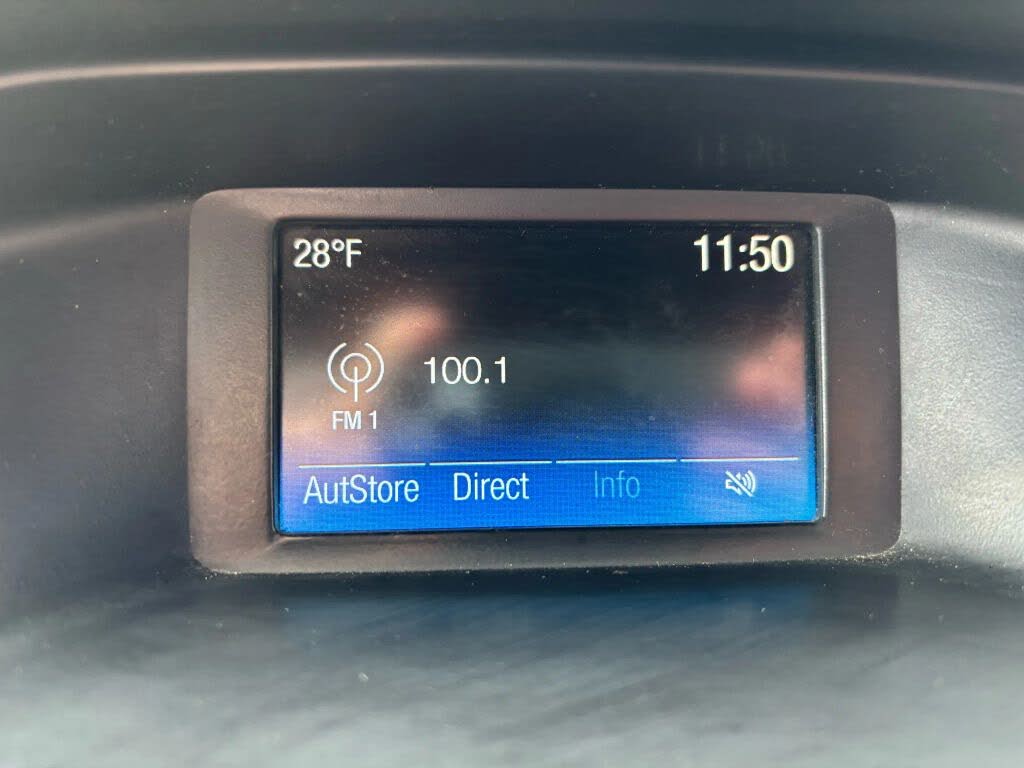 28°F
11:50
100.1
FM 1
AutStore
Direct
Info